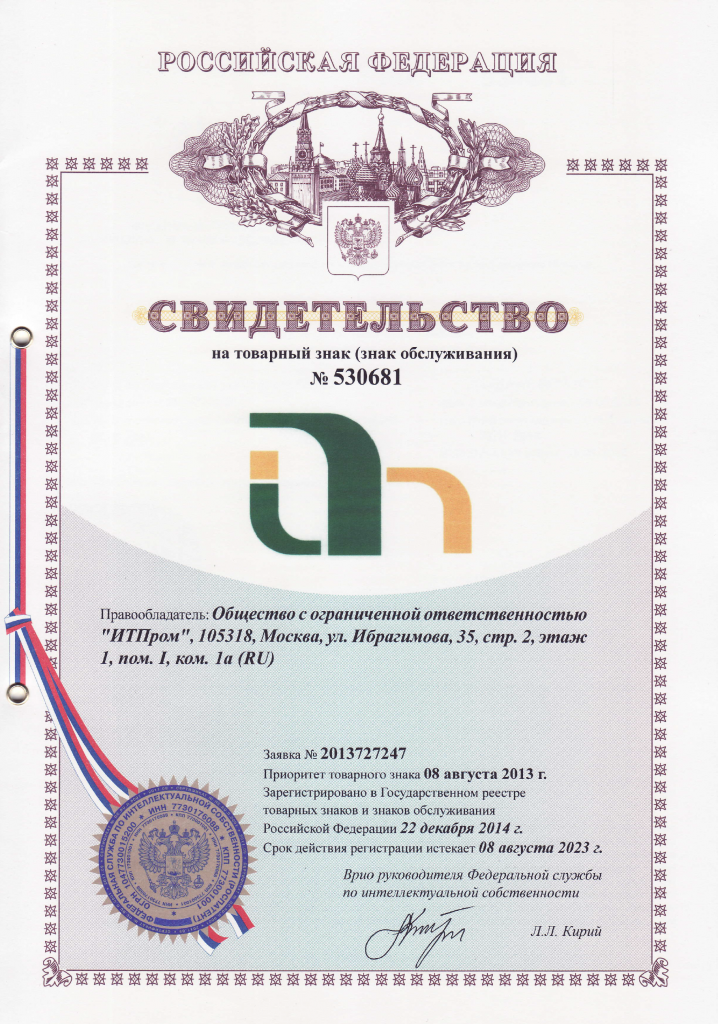 РОССИЙСКАЯ ФЕДЕРАЦИЯ
СВИДЕТЕЛЬСТВО
на товарный знак (знак обслуживания)
№ 530681
Правообладатель: Общество с ограниченной ответственностью
"ИТПром", 105318, Москва, ул. Ибрагимова, 35, стр. 2, этаж
1, пом. I, ком. 1а (RU)
Заявка № 2013727247
Приоритет товарного знака 08 августа 2013 г.
Зарегистрировано в Государственном реестре
товарных знаков и знаков обслуживания
Российской Федерации 22 декабря 2014 г.
Срок действия регистрации истекает 08 августа 2023 г.
Врио руководителя Федеральной службы
по интеллектуальной собственности
Л.Л. Кирий
ФЕДЕРАЛЬНАЯ СЛУЖБА ПО ИНТЕЛЛЕКТУАЛЬНОЙ СОБСТВЕННОСТИ (РОСПАТЕНТ)
ОГРН 1047730015200 * ИНН 7730176088 * КПП 773001001